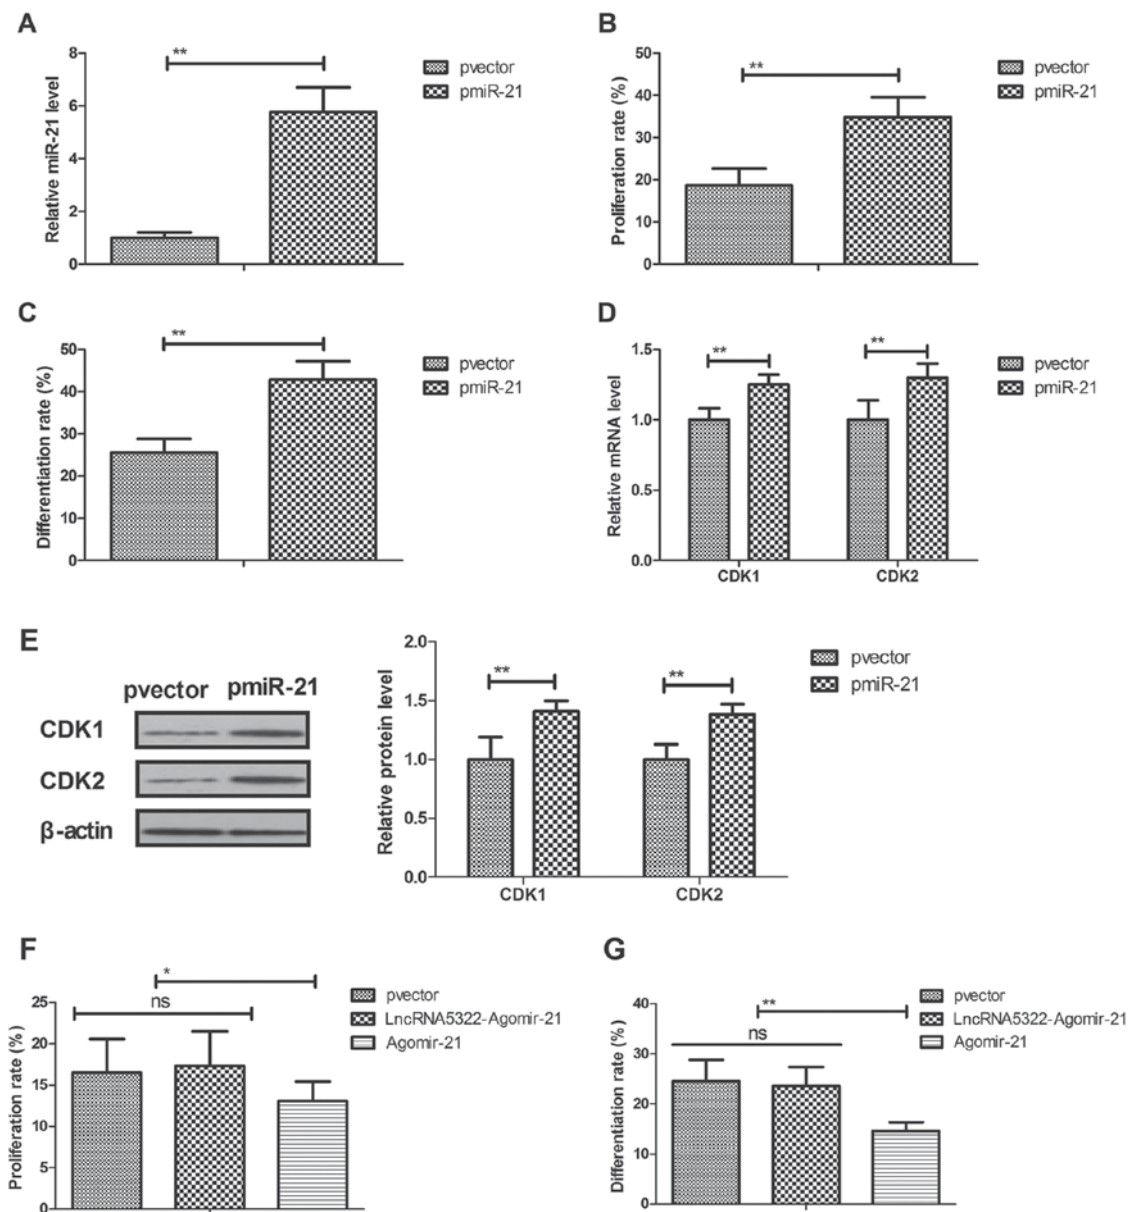 A
Relative miR-21 level
8
6
4
2
0
**
pvector
pmiR-21
B
Proliferation rate (%)
50
40
30
20
10
0
**
pvector
pmiR-21
C
Differentiation rate (%)
50
40
30
20
10
0
**
pvector
pmiR-21
D
Relative mRNA level
1.5
1.0
0.5
0.0
**
**
CDK1
CDK2
pvector
pmiR-21
E
pvector
pmiR-21
CDK1
CDK2
β-actin
Relative protein level
2.0
1.5
1.0
0.5
0.0
**
**
CDK1
CDK2
pvector
pmiR-21
F
Proliferation rate (%)
25
20
15
10
5
0
*
ns
pvector
LncRNA5322-Agomir-21
Agomir-21
G
Differentiation rate (%)
40
30
20
10
0
**
ns
pvector
LncRNA5322-Agomir-21
Agomir-21